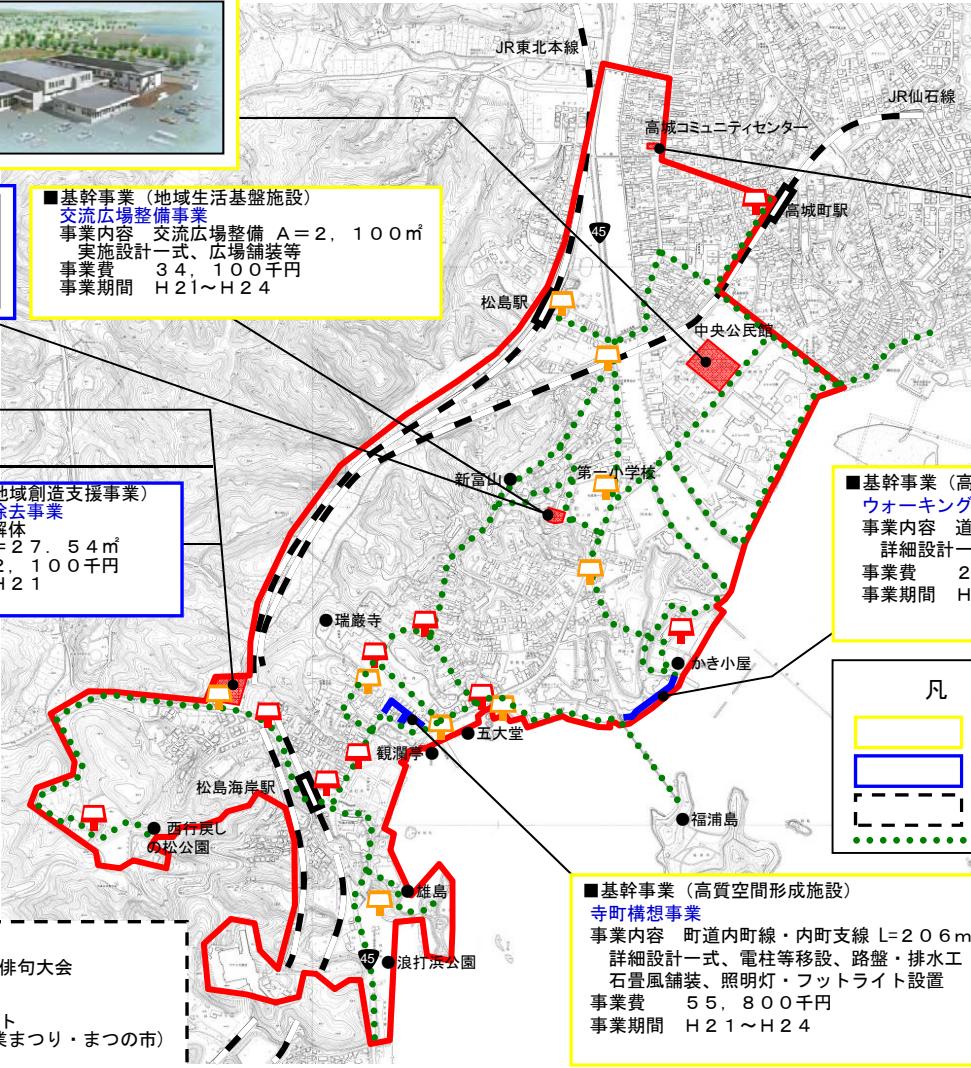 JR東北本線
JR仙石線
高城コミュニティセンター
高城町駅
■基幹事業（地域生活基盤施設）
交流広場整備事業
事業内容　交流広場整備 Ａ＝２，１００㎡
実施設計一式、広場舗装等
事業費　　３４，１００千円
事業期間　Ｈ２１～Ｈ２４
45
松島駅
中央公民館
新富山
第一小学校
地域創造支援事業）
除去事業
解体
＝２７．５４㎡
２，１００千円
Ｈ２１
■基幹事業（高
ウォーキング
事業内容　道
詳細設計一
事業費　　２
事業期間　Ｈ
瑞巌寺
かき小屋
凡
五大堂
観瀾亭
松島海岸駅
福浦島
西行戻し
の松公園
雄島
45
浪打浜公園
■基幹事業（高質空間形成施設）
寺町構想事業
事業内容　町道内町線・内町支線 L=２０６m
詳細設計一式、電柱等移設、路盤・排水工
石畳風舗装、照明灯・フットライト設置
事業費　　５５，８００千円
事業期間　Ｈ２１～Ｈ２４
俳句大会
ト
業まつり・まつの市）